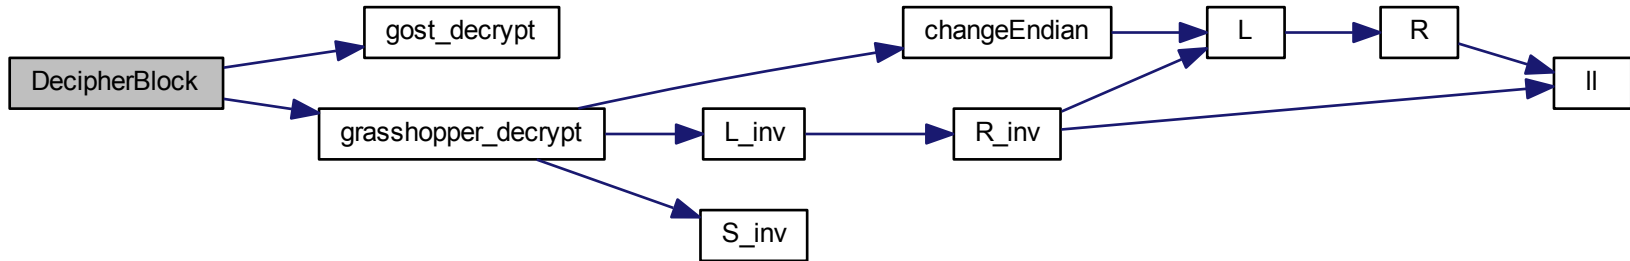 gost_decrypt
changeEndian
L
R
DecipherBlock
ll
grasshopper_decrypt
L_inv
R_inv
S_inv